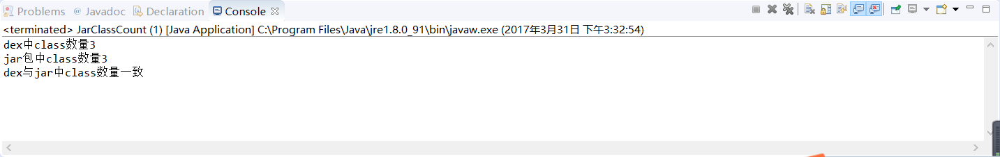 Problems @ Javadoc Declaration Console
<terminated> JarClassCount (1) [Java Application] C:\Program Files\Java\jre1.8.0_91\bin\javaw.exe (2017年3月31日 下午3:32:54)
dex中class数量3
jar包中class数量3
dex与jar中class数量一致